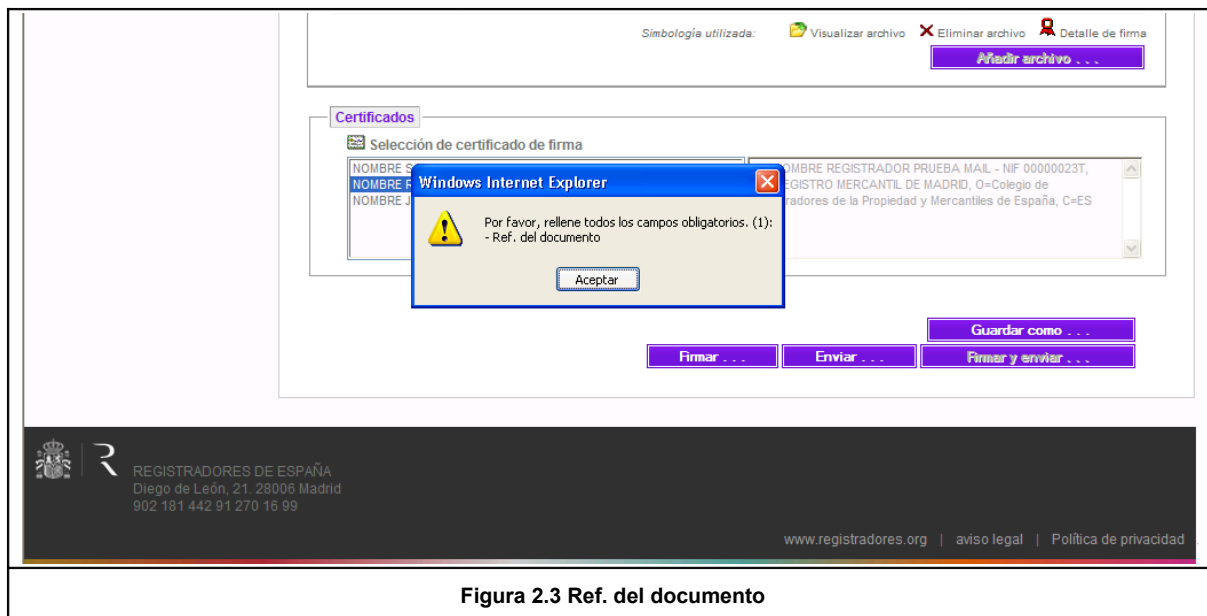 Simbología utilizada: Visualizar archivo Eliminar archivo Detalle de firma
Añadir archivo . . .
Certificados
Selección de certificado de firma
NOMBRE S
NOMBRE R
NOMBRE J
OMBRE REGISTRADOR PRUEBA MAIL - NIF 00000023T,
EGISTRO MERCANTIL DE MADRID, O=Colegio de
radores de la Propiedad y Mercantiles de España, C=ES
Windows Internet Explorer
Por favor, rellene todos los campos obligatorios. (1):
- Ref. del documento
Aceptar
Guardar como . . .
Firmar . . . Enviar . . . Firmar y enviar . . .
REGISTRADORES DE ESPAÑA
Diego de León, 21. 28006 Madrid
902 181 442 91 270 16 99
www.registradores.org | aviso legal | Política de privacidad
Figura 2.3 Ref. del documento